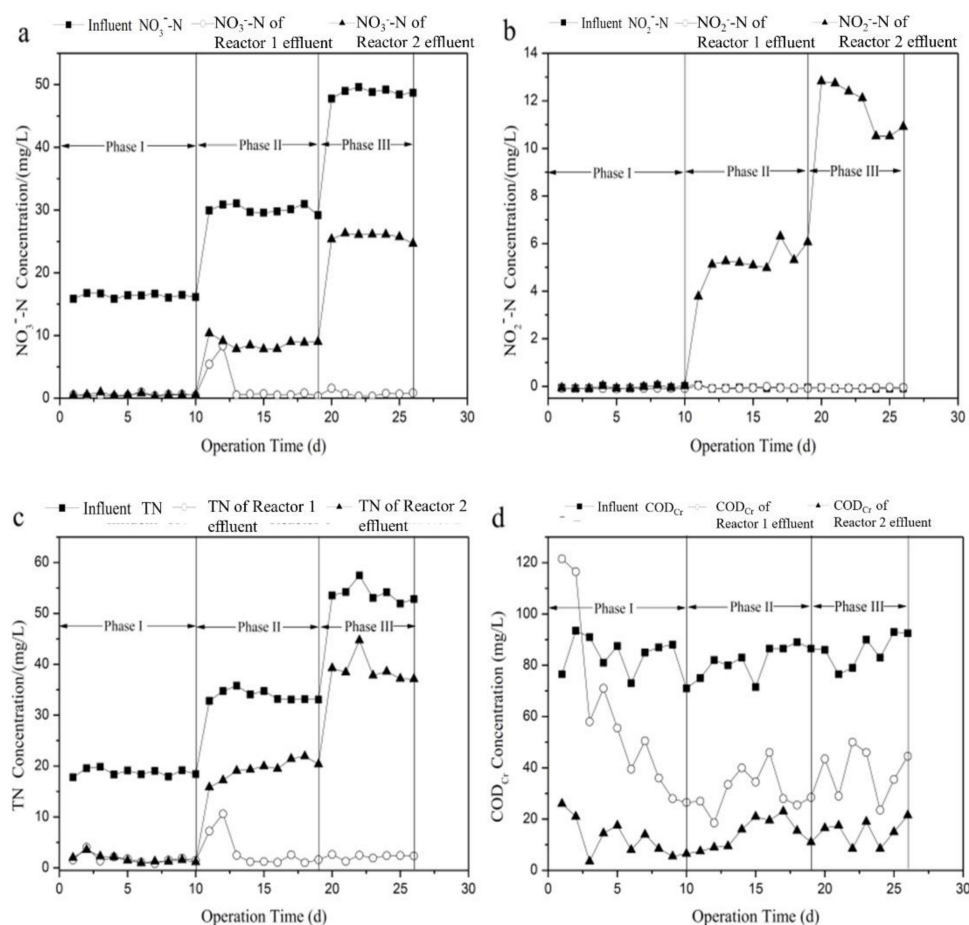 a
Influent NO₃⁻-N
NO₃⁻-N of Reactor 1 effluent
NO₃⁻-N of Reactor 2 effluent
NO₃⁻-N Concentration/(mg/L)
50
40
30
20
10
0
Phase I
Phase II
Phase III
0 5 10 15 20 25 30
Operation Time (d)
b
Influent NO₂⁻-N
NO₂⁻-N of Reactor 1 effluent
NO₂⁻-N of Reactor 2 effluent
NO₂⁻-N Concentration/(mg/L)
14
12
10
8
6
4
2
0
Phase I
Phase II
Phase III
0 5 10 15 20 25 30
Operation Time (d)
c
Influent TN
TN of Reactor 1 effluent
TN of Reactor 2 effluent
TN Concentration/(mg/L)
60
50
40
30
20
10
0
Phase I
Phase II
Phase III
0 5 10 15 20 25 30
Operation Time (d)
d
Influent COD_Cr
COD_Cr of Reactor 1 effluent
COD_Cr of Reactor 2 effluent
COD_Cr Concentration (mg/L)
120
100
80
60
40
20
0
Phase I
Phase II
Phase III
0 5 10 15 20 25 30
Operation Time (d)